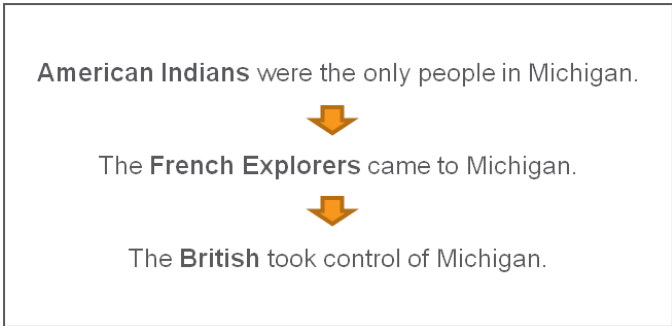 American Indians were the only people in Michigan.
The French Explorers came to Michigan.
The British took control of Michigan.